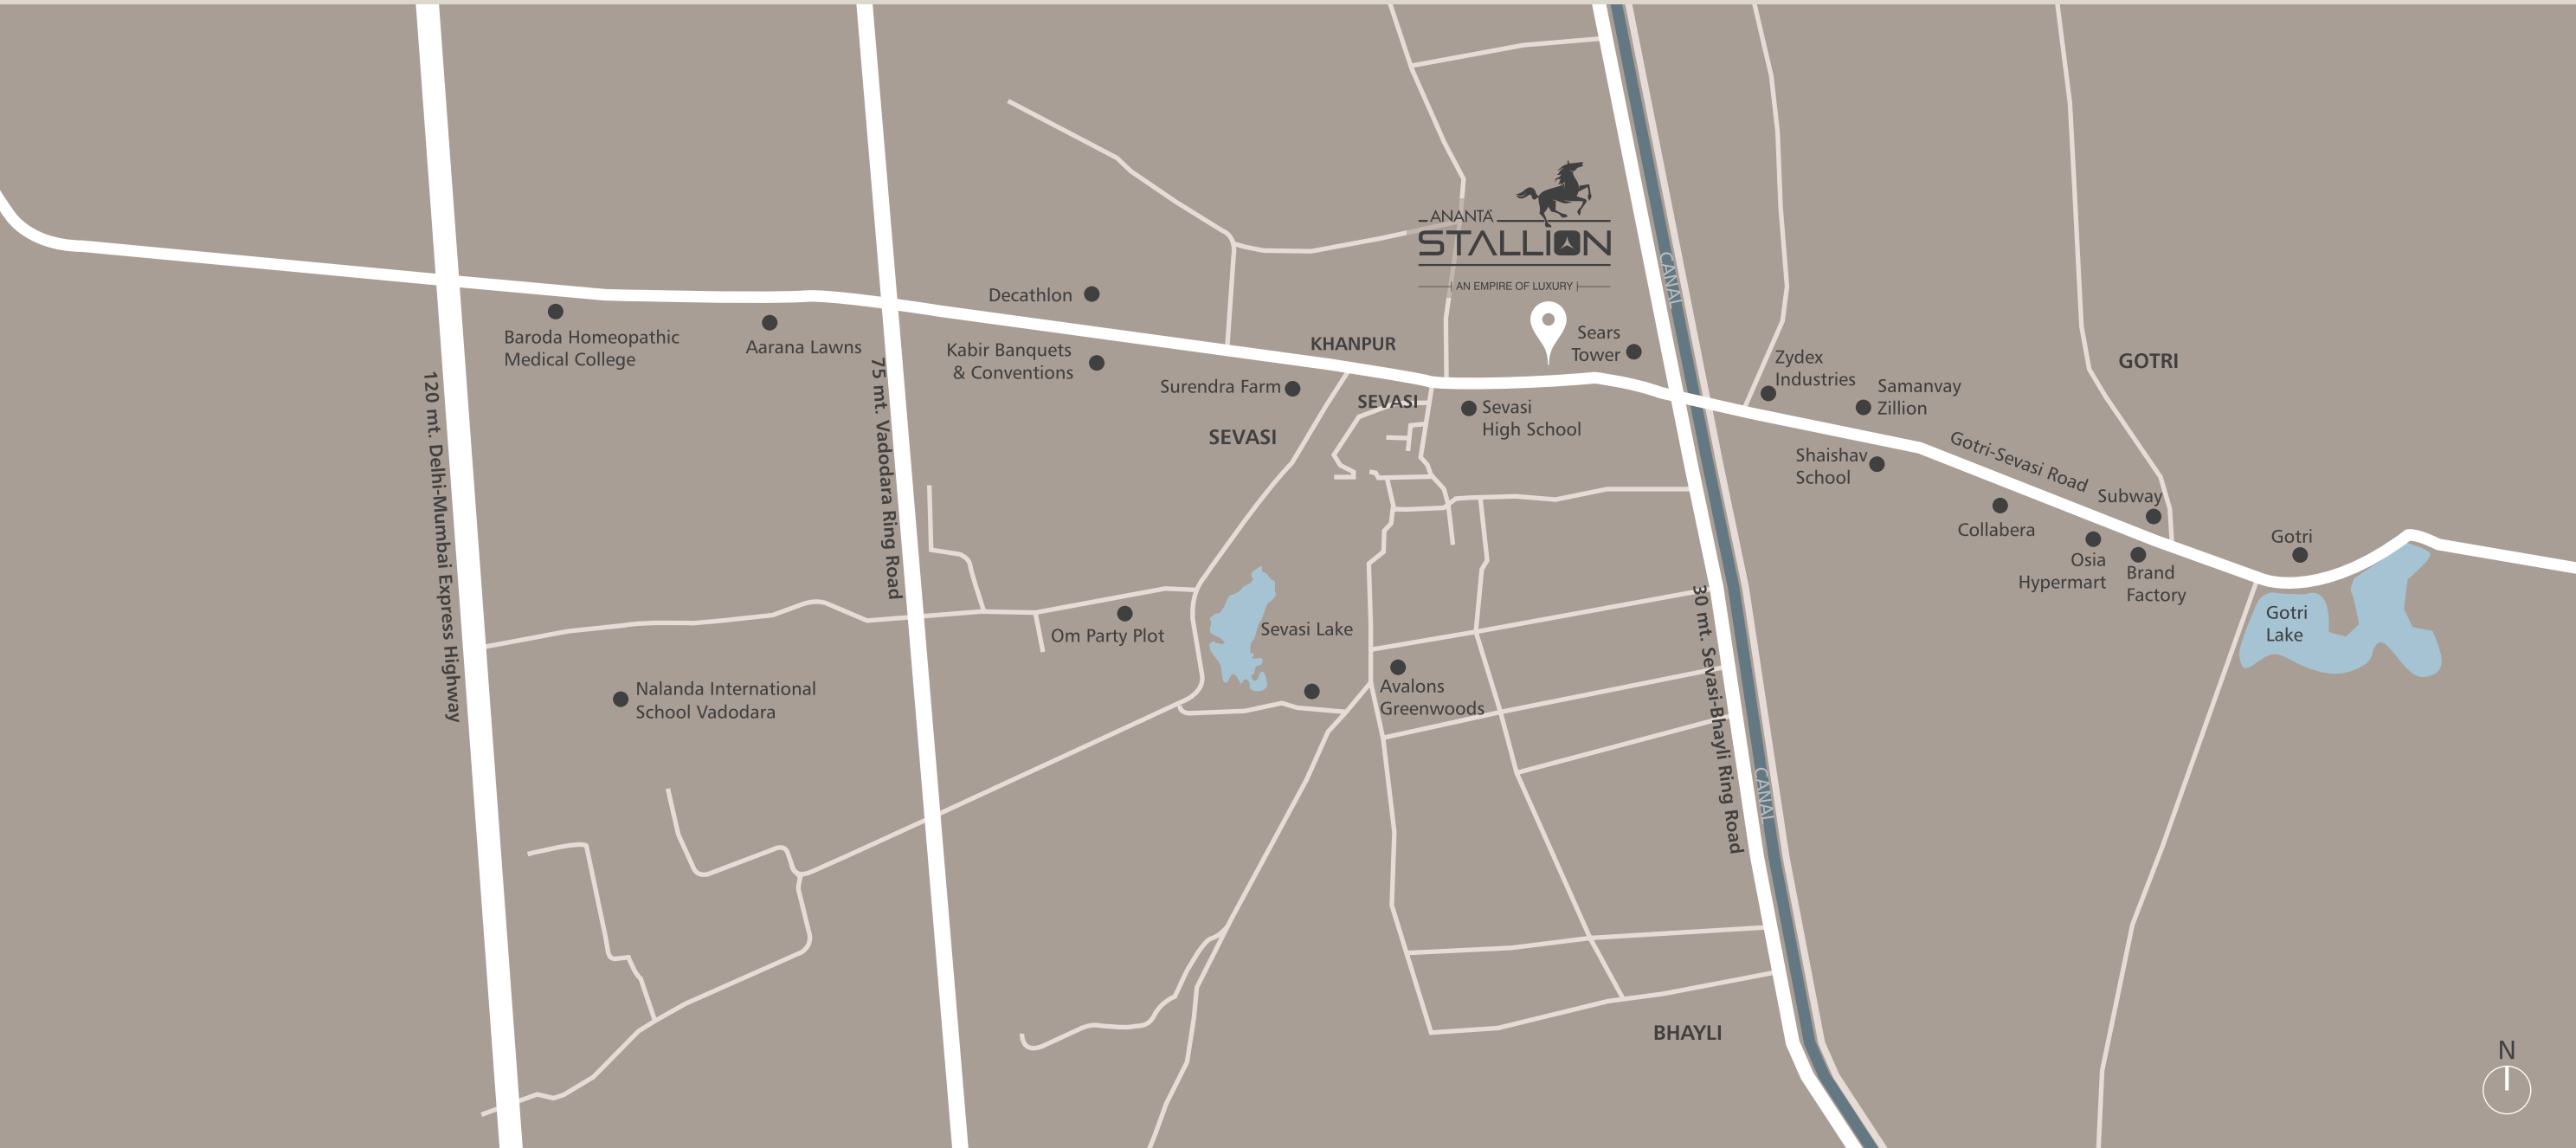 ANANTA
STALLION
AN EMPIRE OF LUXURY
CANAL
Decathlon
Baroda Homeopathic
Medical College
Aarana Lawns
Kabir Banquets
& Conventions
KHANPUR
Sears
Tower
Zydex
Industries
GOTRI
Surendra Farm
SEVASI
Samanvay
Zillion
Sevasi
High School
SEVASI
Shaishav
School
Gotri-Sevasi Road
Subway
Collabera
Osia
Hypermart
Brand
Factory
Gotri
Gotri
Lake
120 mt. Delhi-Mumbai Express Highway
75 mt. Vadodara Ring Road
30 mt. Sevasi-Bhayli Ring Road
Om Party Plot
Sevasi Lake
Nalanda International
School Vadodara
Avalons
Greenwoods
CANAL
BHAYLI
N